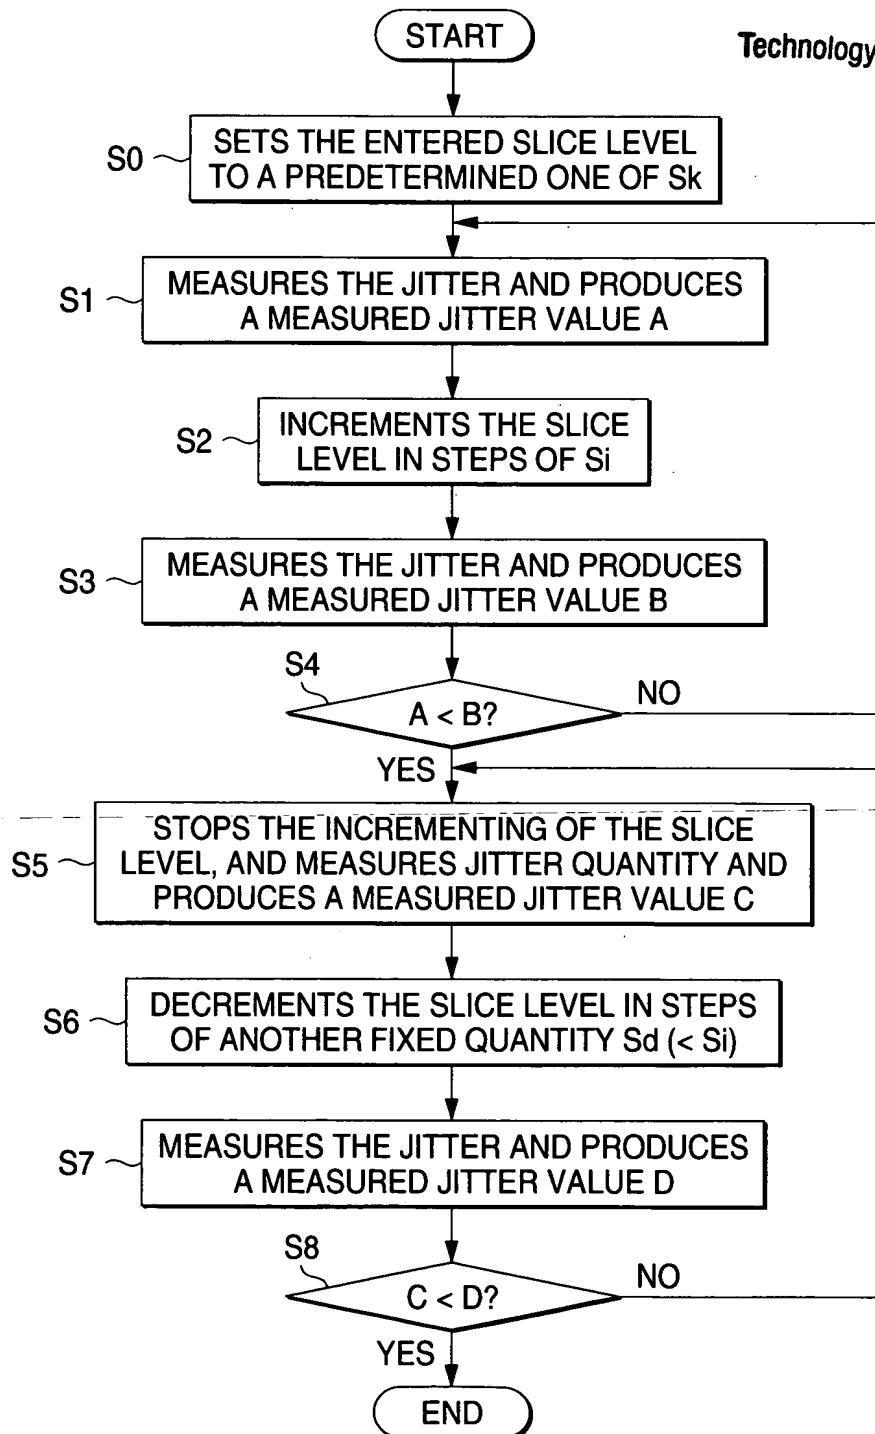 START
Technology
S0
SETS THE ENTERED SLICE LEVEL
TO A PREDETERMINED ONE OF Sk
S1
MEASURES THE JITTER AND PRODUCES
A MEASURED JITTER VALUE A
S2
INCREMENTS THE SLICE
LEVEL IN STEPS OF Si
S3
MEASURES THE JITTER AND PRODUCES
A MEASURED JITTER VALUE B
S4
A < B?
NO
YES
S5
STOPS THE INCREMENTING OF THE SLICE
LEVEL, AND MEASURES JITTER QUANTITY AND
PRODUCES A MEASURED JITTER VALUE C
S6
DECREMENTS THE SLICE LEVEL IN STEPS
OF ANOTHER FIXED QUANTITY Sd (< Si)
S7
MEASURES THE JITTER AND PRODUCES
A MEASURED JITTER VALUE D
S8
C < D?
NO
YES
END